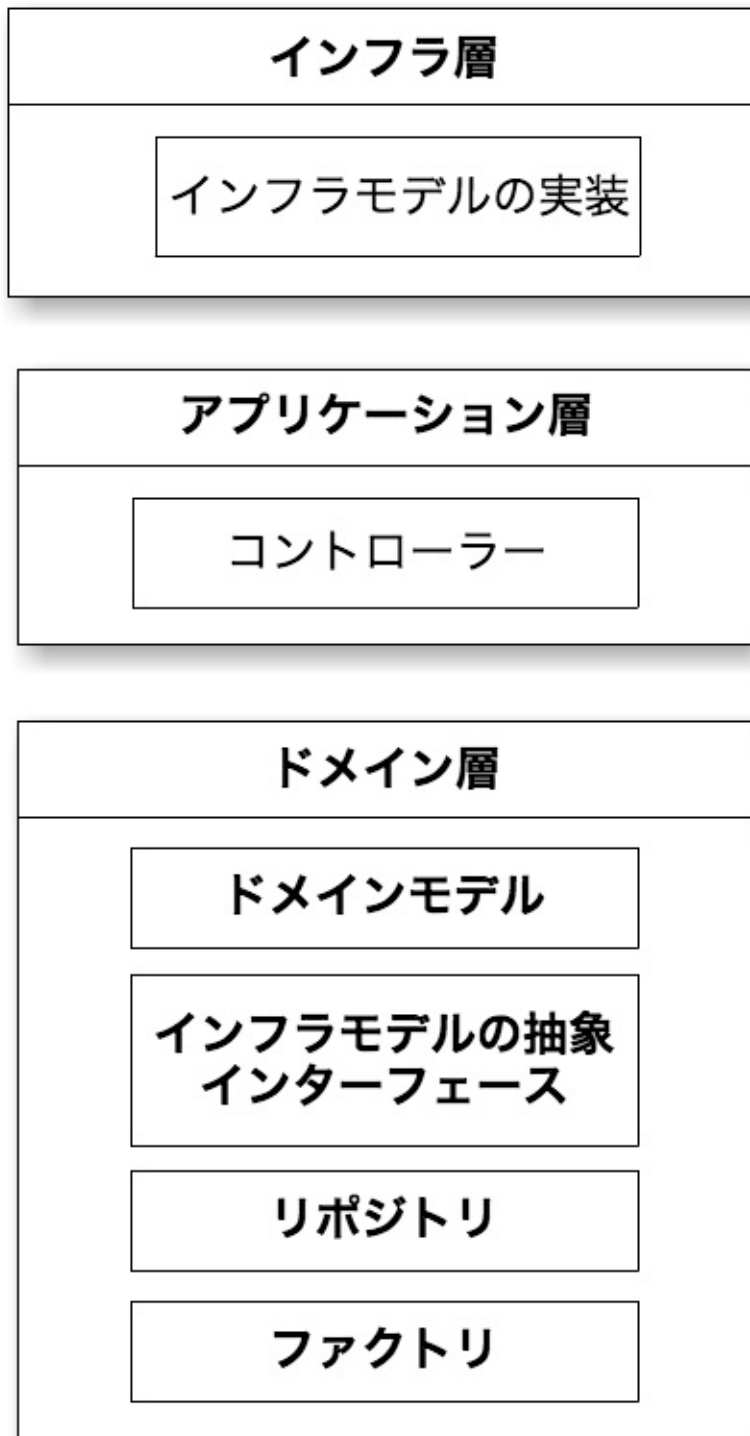 インフラ層
インフラモデルの実装
アプリケーション層
コントローラー
ドメイン層
ドメインモデル
インフラモデルの抽象
インターフェース
リポジトリ
ファクトリ